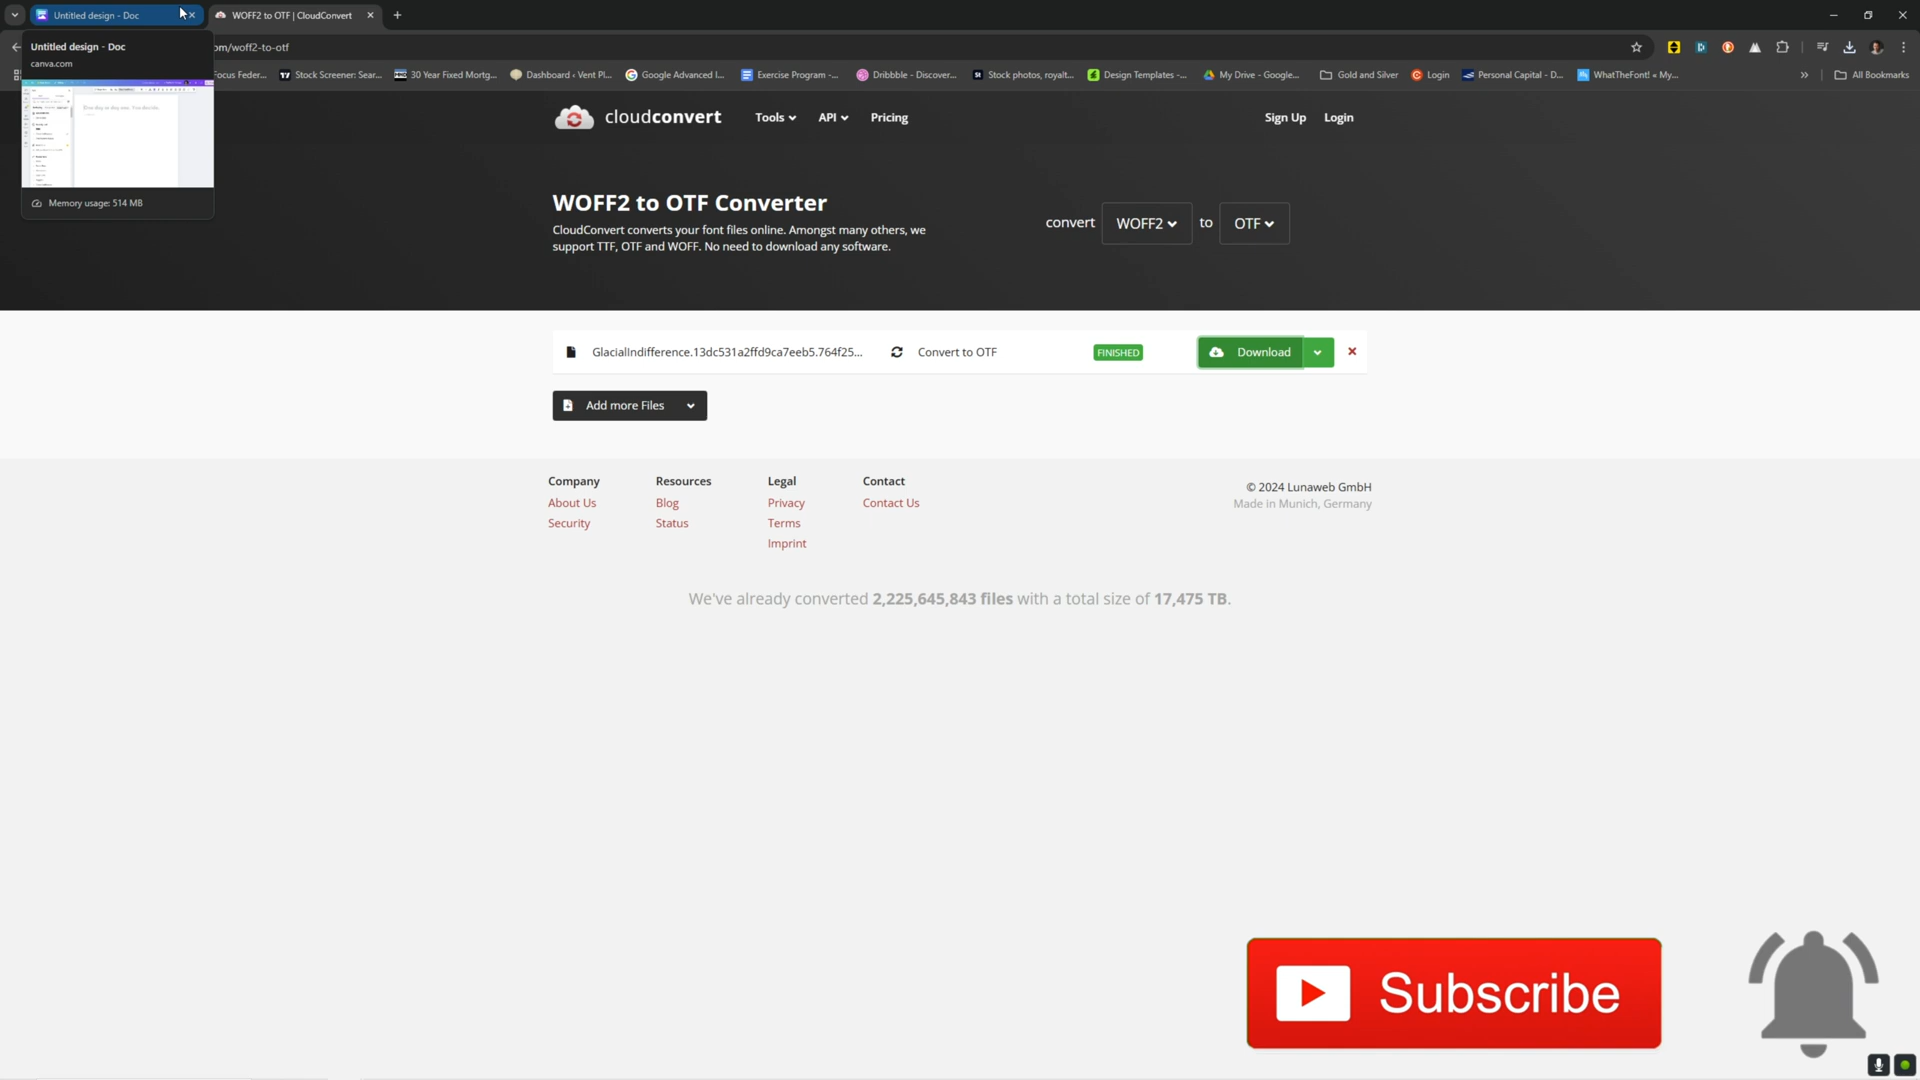 Untitled design - Doc
WOFF2 to OTF | CloudConvert
Untitled design - Doc
canva.com
Memory usage: 514 MB
om/woff2-to-otf
Focus Feder...
Stock Screener: Sear...
30 Year Fixed Mortg...
Dashboard ‹ Vent Pl...
Google Advanced I...
Exercise Program -...
Dribbble - Discover...
Stock photos, royalt...
Design Templates -...
My Drive - Google...
Gold and Silver
Login
Personal Capital - D...
WhatTheFont! « My...
»
All Bookmarks
cloudconvert
Tools
API
Pricing
Sign Up
Login
WOFF2 to OTF Converter
CloudConvert converts your font files online. Amongst many others, we
support TTF, OTF and WOFF. No need to download any software.
convert
WOFF2
to
OTF
GlacialIndifference.13dc531a2ffd9ca7eeb5.764f25...
Convert to OTF
FINISHED
Download
Add more Files
Company
About Us
Security
Resources
Blog
Status
Legal
Privacy
Terms
Imprint
Contact
Contact Us
© 2024 Lunaweb GmbH
Made in Munich, Germany
We've already converted 2,225,645,843 files with a total size of 17,475 TB.
Subscribe